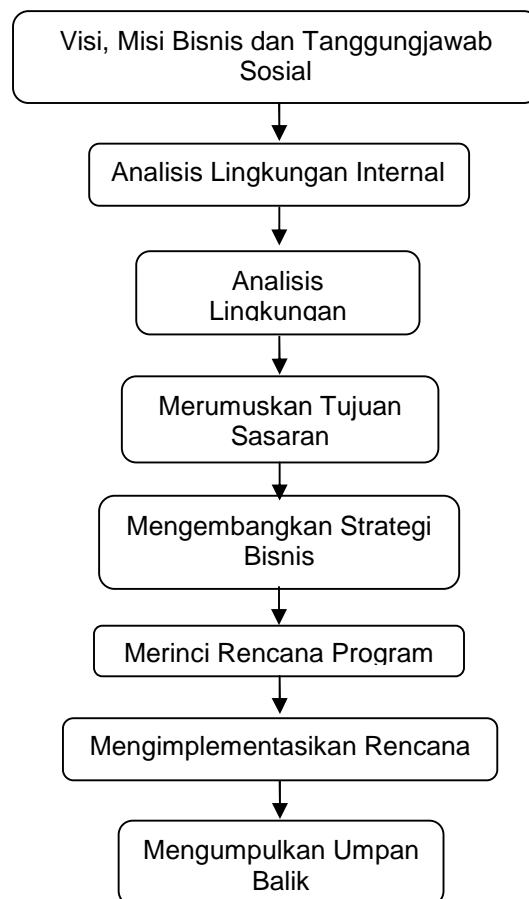 Visi, Misi Bisnis dan Tanggungjawab
Sosial
Analisis Lingkungan Internal
Analisis
Lingkungan
Merumuskan Tujuan
Sasaran
Mengembangkan Strategi
Bisnis
Merinci Rencana Program
Mengimplementasikan Rencana
Mengumpulkan Umpan
Balik